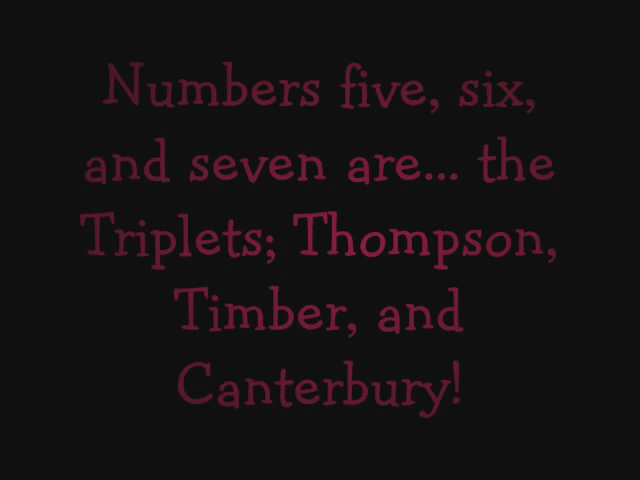 Numbers five, six,
and seven are... the
Triplets; Thompson,
Timber, and
Canterbury!